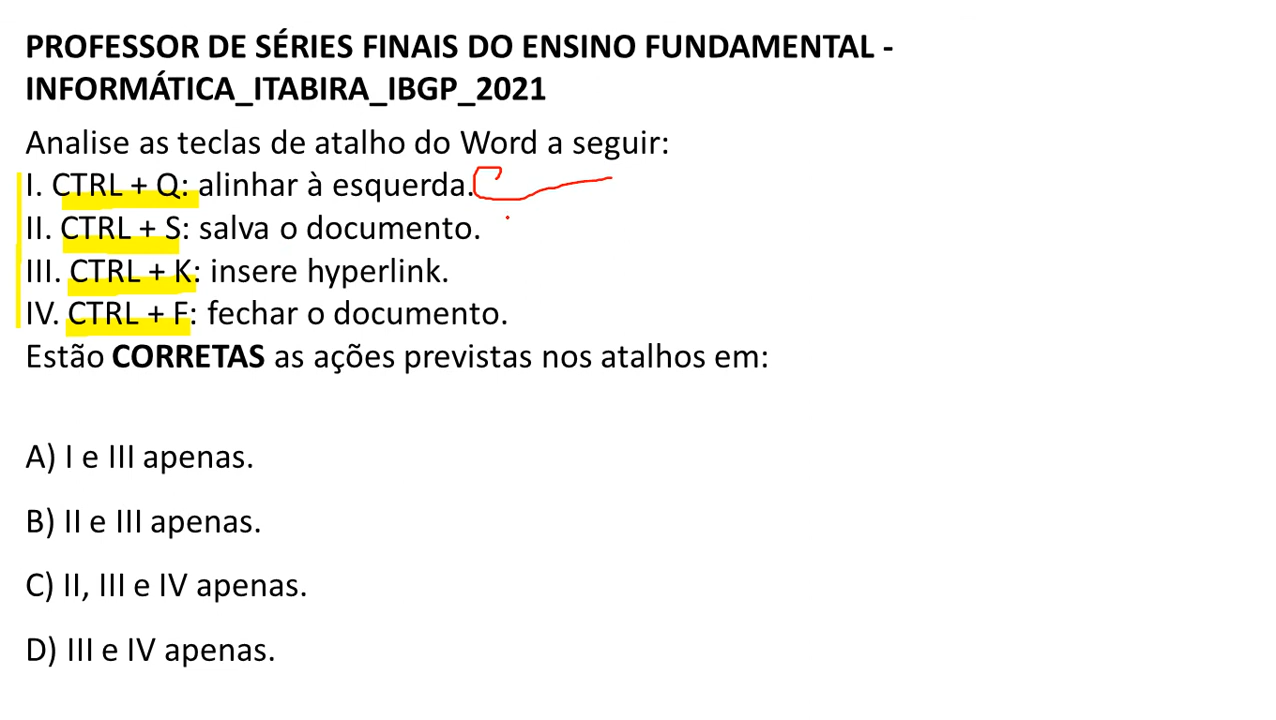 PROFESSOR DE SÉRIES FINAIS DO ENSINO FUNDAMENTAL -
INFORMÁTICA_ITABIRA_IBGP_2021
Analise as teclas de atalho do Word a seguir:
I. CTRL + Q: alinhar à esquerda.
II. CTRL + S: salva o documento.
III. CTRL + K: insere hyperlink.
IV. CTRL + F: fechar o documento.
Estão CORRETAS as ações previstas nos atalhos em:
A) I e III apenas.
B) II e III apenas.
C) II, III e IV apenas.
D) III e IV apenas.